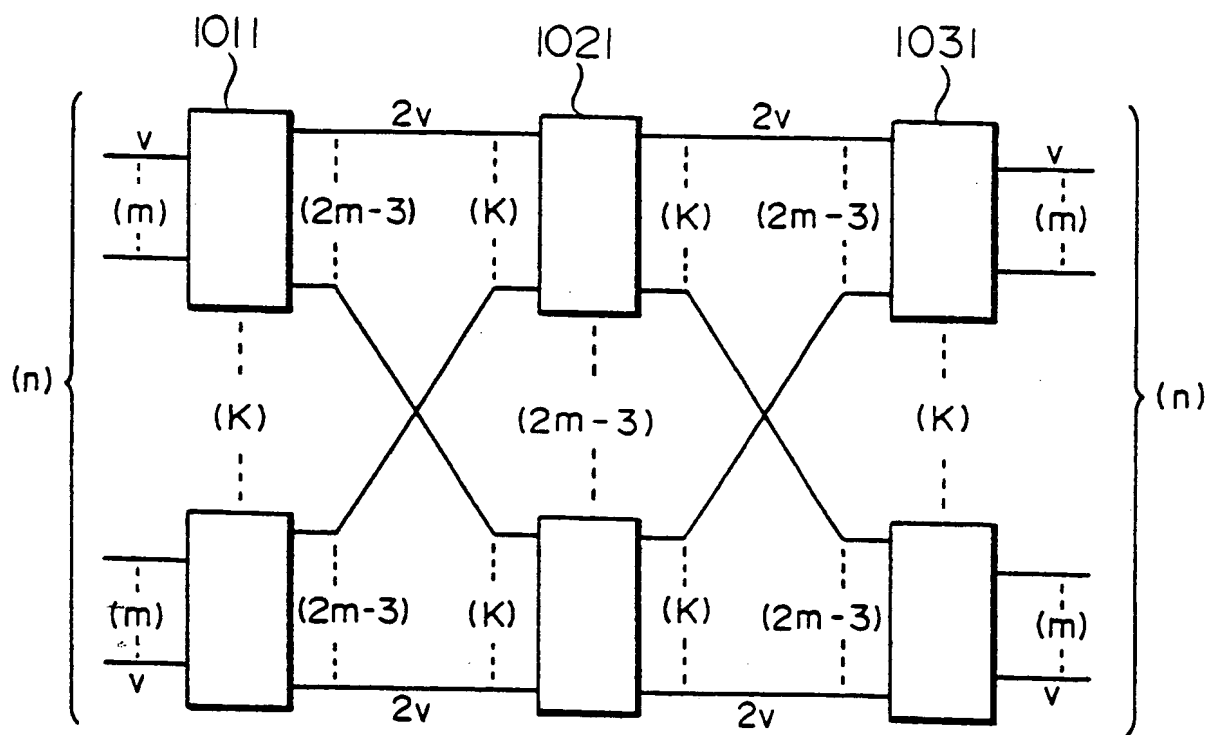 1011 1021 1031
v 2v 2v v
(m) (2m-3) (K) (K) (2m-3) (m)
(n) (K) (2m-3) (K) (n)
(m) (2m-3) (K) (K) (2m-3) (m)
v 2v 2v v